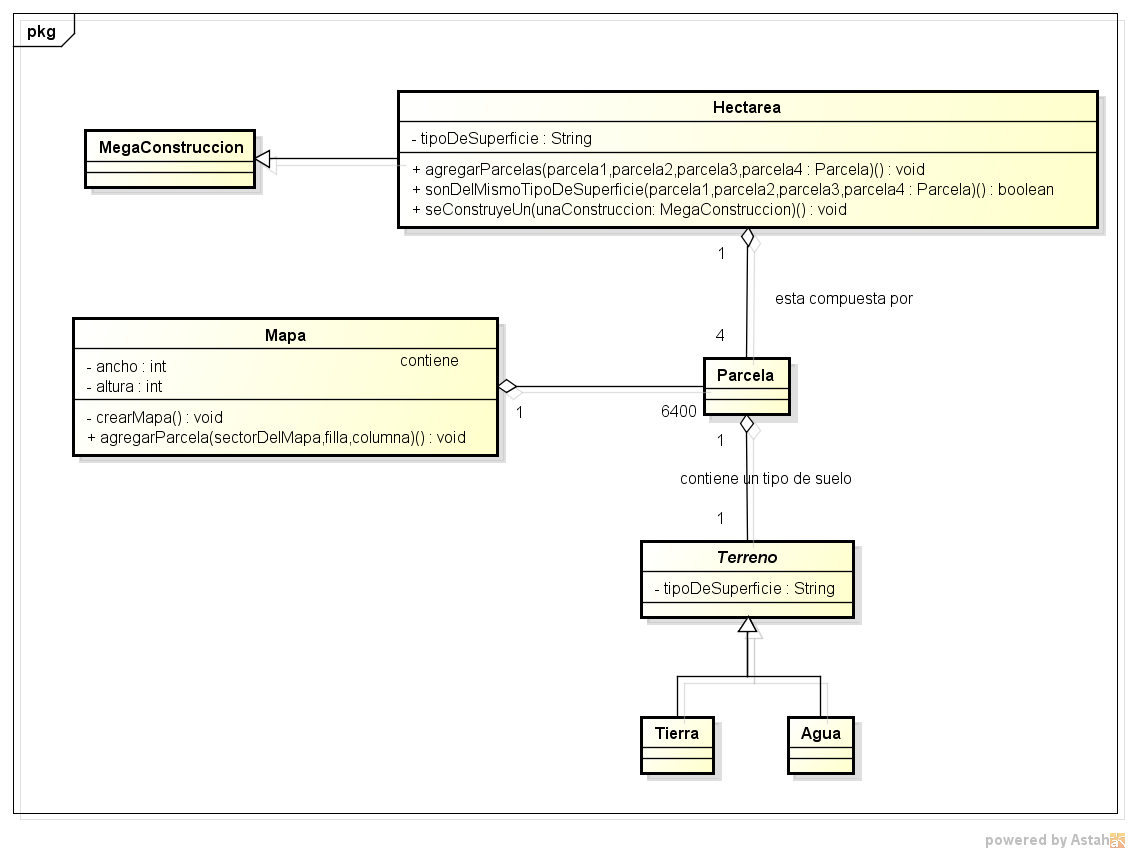 pkg
Hectarea
- tipoDeSuperficie : String
+ agregarParcelas(parcela1,parcela2,parcela3,parcela4 : Parcela)() : void
+ sonDelMismoTipoDeSuperficie(parcela1,parcela2,parcela3,parcela4 : Parcela)() : boolean
+ seConstruyeUn(unaConstruccion: MegaConstruccion)() : void
MegaConstruccion
1
esta compuesta por
4
Mapa
- ancho : int
- altura : int
contiene
- crearMapa() : void
+ agregarParcela(sectorDelMapa,filla,columna)() : void
1
6400
Parcela
1
contiene un tipo de suelo
1
Terreno
- tipoDeSuperficie : String
Tierra
Agua
powered by Astah